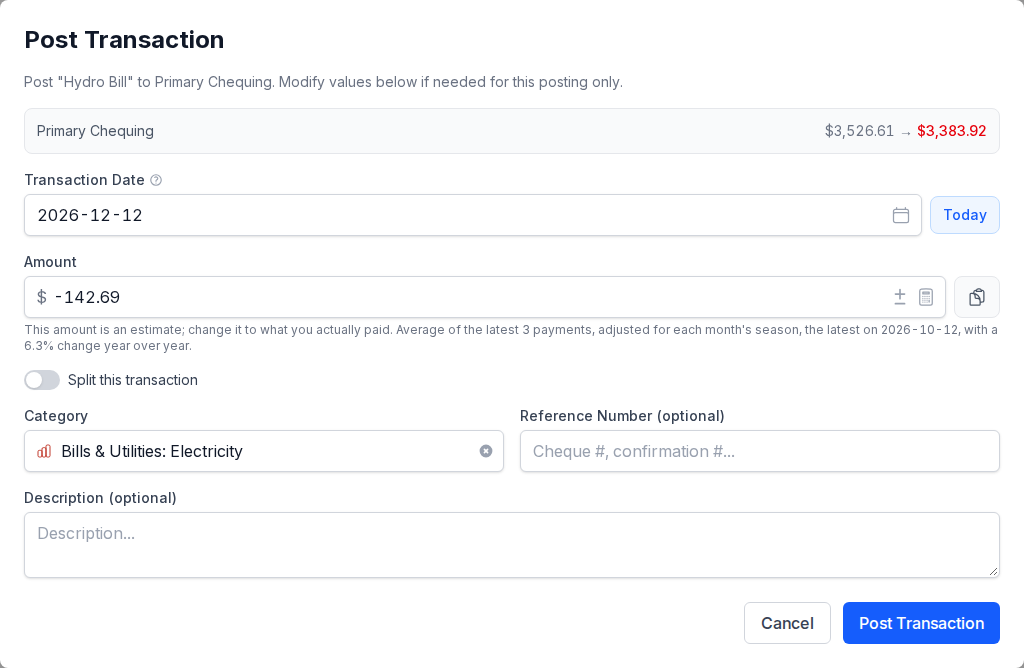 Post Transaction
Post "Hydro Bill" to Primary Chequing. Modify values below if needed for this posting only.
Primary Chequing $3,526.61 → $3,383.92
Transaction Date
2026-12-12 Today
Amount
$ -142.69
This amount is an estimate; change it to what you actually paid. Average of the latest 3 payments, adjusted for each month's season, the latest on 2026-10-12, with a
6.3% change year over year.
Split this transaction
Category Reference Number (optional)
Bills & Utilities: Electricity Cheque #, confirmation #...
Description (optional)
Description...
Cancel Post Transaction